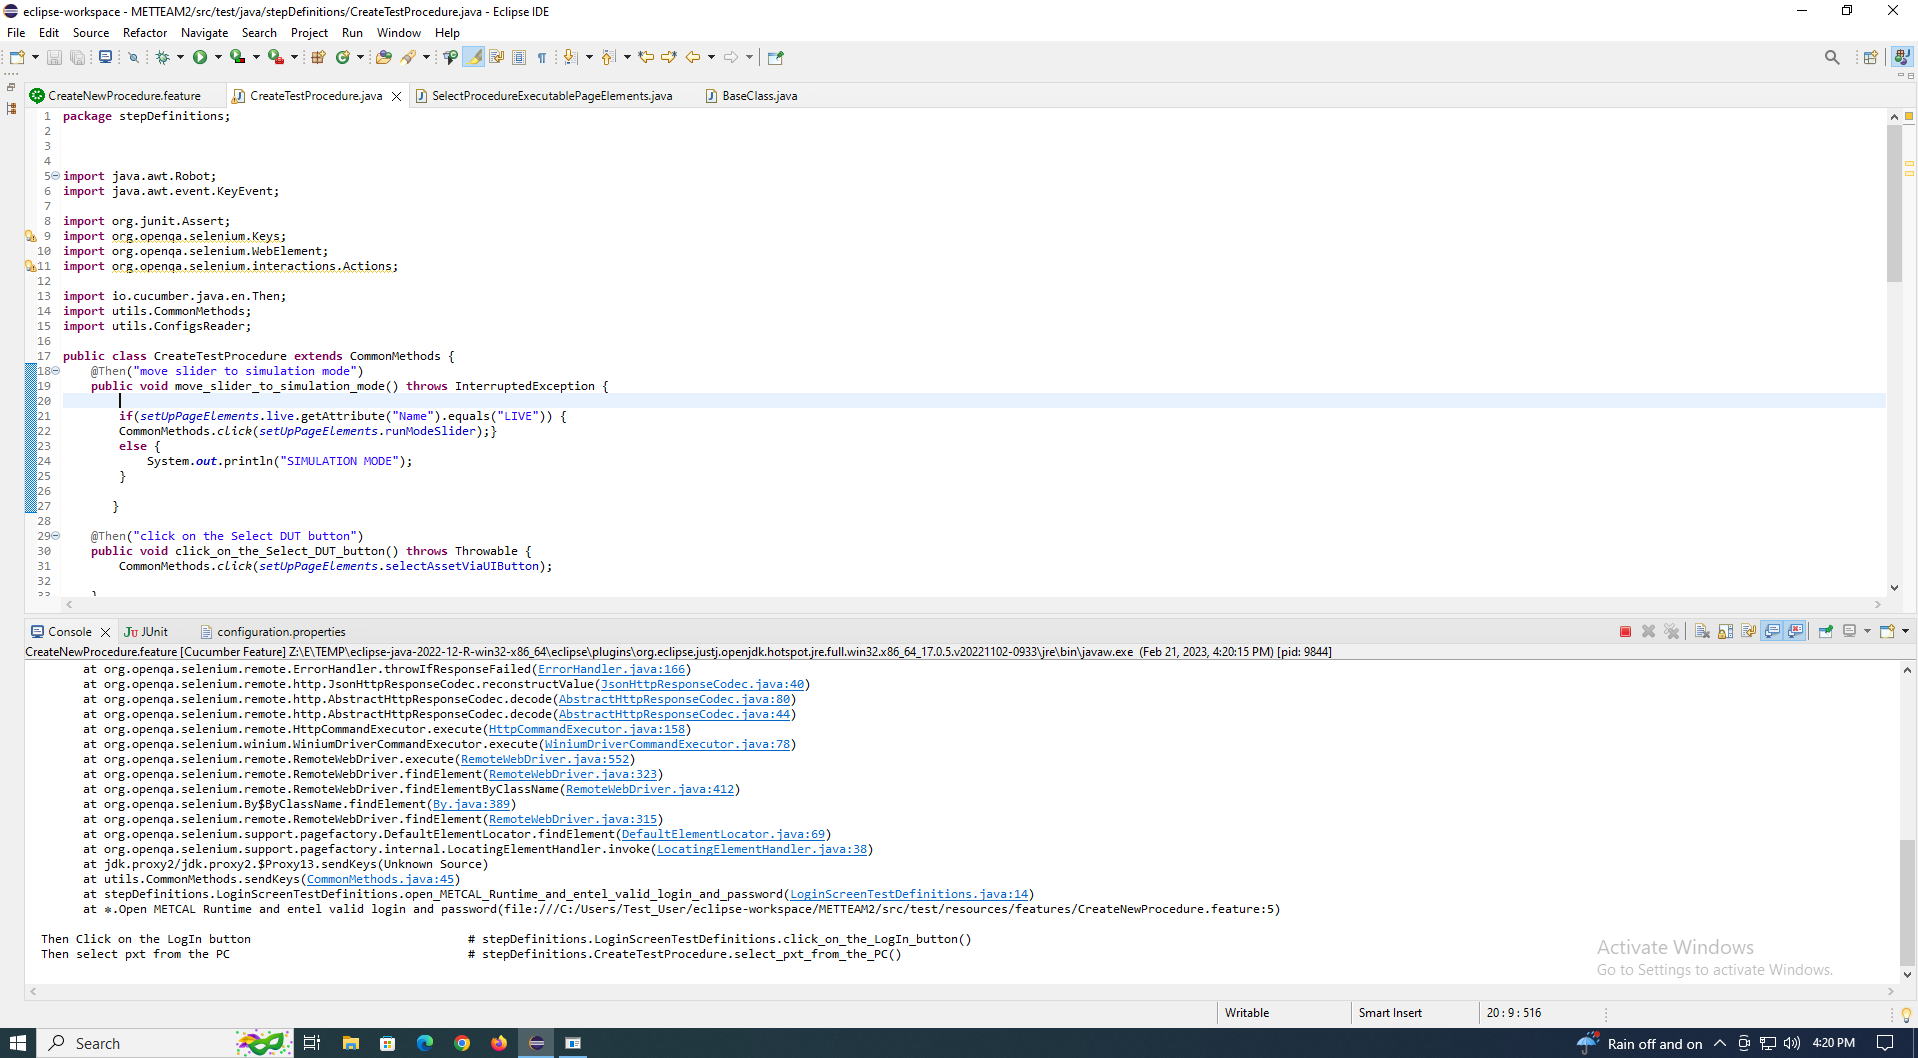 eclipse-workspace - METTEAM2/src/test/java/stepDefinitions/CreateTestProcedure.java - Eclipse IDE
File Edit Source Refactor Navigate Search Project Run Window Help
CreateNewProcedure.feature CreateTestProcedure.java SelectProcedureExecutablePageElements.java BaseClass.java
1 package stepDefinitions;
2
3
4
5 import java.awt.Robot;
6 import java.awt.event.KeyEvent;
7
8 import org.junit.Assert;
9 import org.openqa.selenium.Keys;
10 import org.openqa.selenium.WebElement;
11 import org.openqa.selenium.interactions.Actions;
12
13 import io.cucumber.java.en.Then;
14 import utils.CommonMethods;
15 import utils.ConfigsReader;
16
17 public class CreateTestProcedure extends CommonMethods {
18 @Then("move slider to simulation mode")
19 public void move_slider_to_simulation_mode() throws InterruptedException {
20
21 if(setUpPageElements.live.getAttribute("Name").equals("LIVE")) {
22 CommonMethods.click(setUpPageElements.runModeSlider);}
23 else {
24 System.out.println("SIMULATION MODE");
25 }
26
27 }
28
29 @Then("click on the Select DUT button")
30 public void click_on_the_Select_DUT_button() throws Throwable {
31 CommonMethods.click(setUpPageElements.selectAssetViaUIButton);
32
33 }
Console JUnit configuration.properties
CreateNewProcedure.feature [Cucumber Feature] Z:\E\TEMP\eclipse-java-2022-12-R-win32-x86_64\eclipse\plugins\org.eclipse.justj.openjdk.hotspot.jre.full.win32.x86_64_17.0.5.v20221102-0933\jre\bin\javaw.exe (Feb 21, 2023, 4:20:15 PM) [pid: 9844]
at org.openqa.selenium.remote.ErrorHandler.throwIfResponseFailed(ErrorHandler.java:166)
at org.openqa.selenium.remote.http.JsonHttpResponseCodec.reconstructValue(JsonHttpResponseCodec.java:40)
at org.openqa.selenium.remote.http.AbstractHttpResponseCodec.decode(AbstractHttpResponseCodec.java:80)
at org.openqa.selenium.remote.http.AbstractHttpResponseCodec.decode(AbstractHttpResponseCodec.java:44)
at org.openqa.selenium.remote.HttpCommandExecutor.execute(HttpCommandExecutor.java:158)
at org.openqa.selenium.winium.WiniumDriverCommandExecutor.execute(WiniumDriverCommandExecutor.java:78)
at org.openqa.selenium.remote.RemoteWebDriver.execute(RemoteWebDriver.java:552)
at org.openqa.selenium.remote.RemoteWebDriver.findElement(RemoteWebDriver.java:323)
at org.openqa.selenium.remote.RemoteWebDriver.findElementByClassName(RemoteWebDriver.java:412)
at org.openqa.selenium.By$ByClassName.findElement(By.java:389)
at org.openqa.selenium.remote.RemoteWebDriver.findElement(RemoteWebDriver.java:315)
at org.openqa.selenium.support.pagefactory.DefaultElementLocator.findElement(DefaultElementLocator.java:69)
at org.openqa.selenium.support.pagefactory.internal.LocatingElementHandler.invoke(LocatingElementHandler.java:38)
at jdk.proxy2/jdk.proxy2.$Proxy13.sendKeys(Unknown Source)
at utils.CommonMethods.sendKeys(CommonMethods.java:45)
at stepDefinitions.LoginScreenTestDefinitions.open_METCAL_Runtime_and_entel_valid_login_and_password(LoginScreenTestDefinitions.java:14)
at *.Open METCAL Runtime and entel valid login and password(file:///C:/Users/Test_User/eclipse-workspace/METTEAM2/src/test/resources/features/CreateNewProcedure.feature:5)
Then Click on the LogIn button # stepDefinitions.LoginScreenTestDefinitions.click_on_the_LogIn_button()
Then select pxt from the PC # stepDefinitions.CreateTestProcedure.select_pxt_from_the_PC()
Activate Windows
Go to Settings to activate Windows.
Writable Smart Insert 20 : 9 : 516
Search Rain off and on 4:20 PM